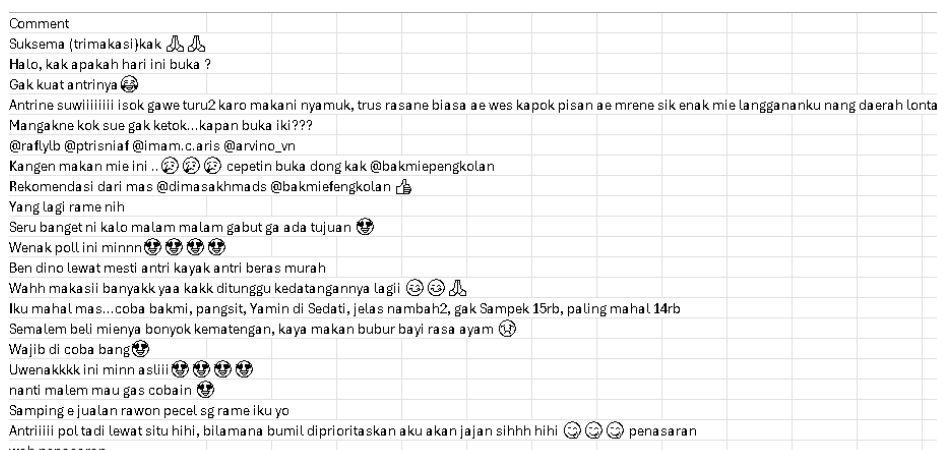 Comment
Suksema (trimakasi)kak 🙏🙏
Halo, kak apakah hari ini buka ?
Gak kuat antrinya😂
Antrine suwiiiiiiii isok gawe turu2 karo makani nyamuk, trus rasane biasa ae wes kapok pisan ae mrene sik enak mie langgananku nang daerah lonta
Mangakne kok sue gak ketok...kapan buka iki???
@raflylb @ptrisniaf @imam.c.aris @arvino_vn
Kangen makan mie ini ..😢😢😢 cepetin buka dong kak @bakmiepengkolan
Rekomendasi dari mas @dimasakhmads @bakmiefengkolan 👍
Yang lagi rame nih
Seru banget ni kalo malam malam gabut ga ada tujuan 😍
Wenak poll ini minnn😍😍😍😍
Ben dino lewat mesti antri kayak antri beras murah
Wahh makasii banyakk yaa kakk ditunggu kedatangannya lagii 😊😊🙏
Iku mahal mas...coba bakmi, pangsit, Yamin di Sedati, jelas nambah2, gak Sampek 15rb, paling mahal 14rb
Semalem beli mienya bonyok kematengan, kaya makan bubur bayi rasa ayam 😢
Wajib di coba bang😍
Uwenakkkk ini minn asliii😍😍😍😍
nanti malem mau gas cobain 😍
Samping e jualan rawon pecel sg rame iku yo
Antriiiii pol tadi lewat situ hihi, bilamana bumil diprioritaskan aku akan jajan sihhh hihi 😋😋😋 penasaran